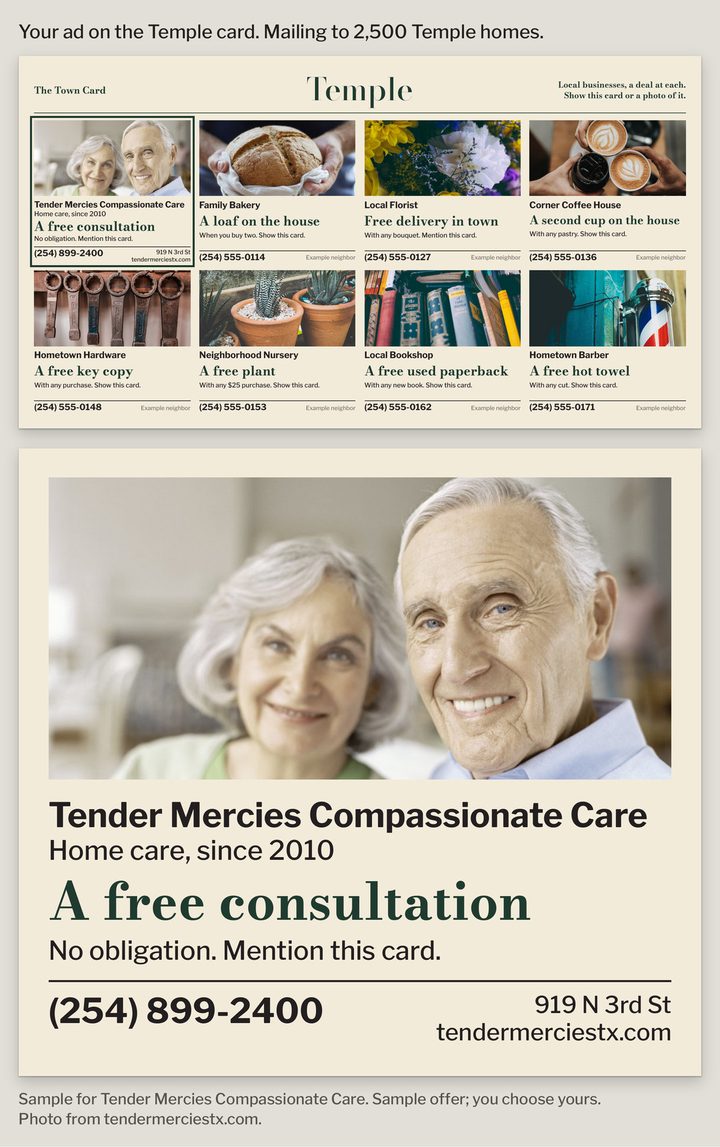 Your ad on the Temple card. Mailing to 2,500 Temple homes.
The Town Card
Temple
Local businesses, a deal at each.
Show this card or a photo of it.
Tender Mercies Compassionate Care
Home care, since 2010
A free consultation
No obligation. Mention this card.
(254) 899-2400
919 N 3rd St
tendermerciestx.com
Family Bakery
A loaf on the house
When you buy two. Show this card.
(254) 555-0114
Example neighbor
Local Florist
Free delivery in town
With any bouquet. Mention this card.
(254) 555-0127
Example neighbor
Corner Coffee House
A second cup on the house
With any pastry. Show this card.
(254) 555-0136
Example neighbor
Hometown Hardware
A free key copy
With any purchase. Show this card.
(254) 555-0148
Example neighbor
Neighborhood Nursery
A free plant
With any $25 purchase. Show this card.
(254) 555-0153
Example neighbor
Local Bookshop
A free used paperback
With any new book. Show this card.
(254) 555-0162
Example neighbor
Hometown Barber
A free hot towel
With any cut. Show this card.
(254) 555-0171
Example neighbor
Tender Mercies Compassionate Care
Home care, since 2010
A free consultation
No obligation. Mention this card.
(254) 899-2400
919 N 3rd St
tendermerciestx.com
Sample for Tender Mercies Compassionate Care. Sample offer; you choose yours.
Photo from tendermerciestx.com.